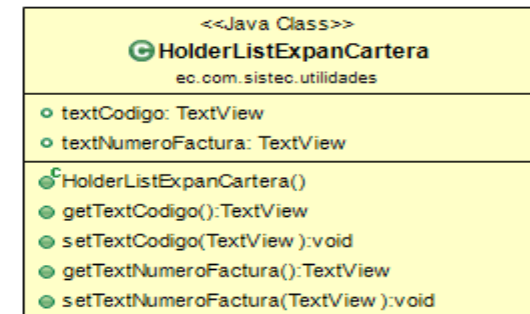 <<Java Class>>
HolderListExpanCartera
ec.com.sistec.utilidades
textCodigo: TextView
textNumeroFactura: TextView
HolderListExpanCartera()
getTextCodigo():TextView
setTextCodigo(TextView ):void
getTextNumeroFactura():TextView
setTextNumeroFactura(TextView ):void